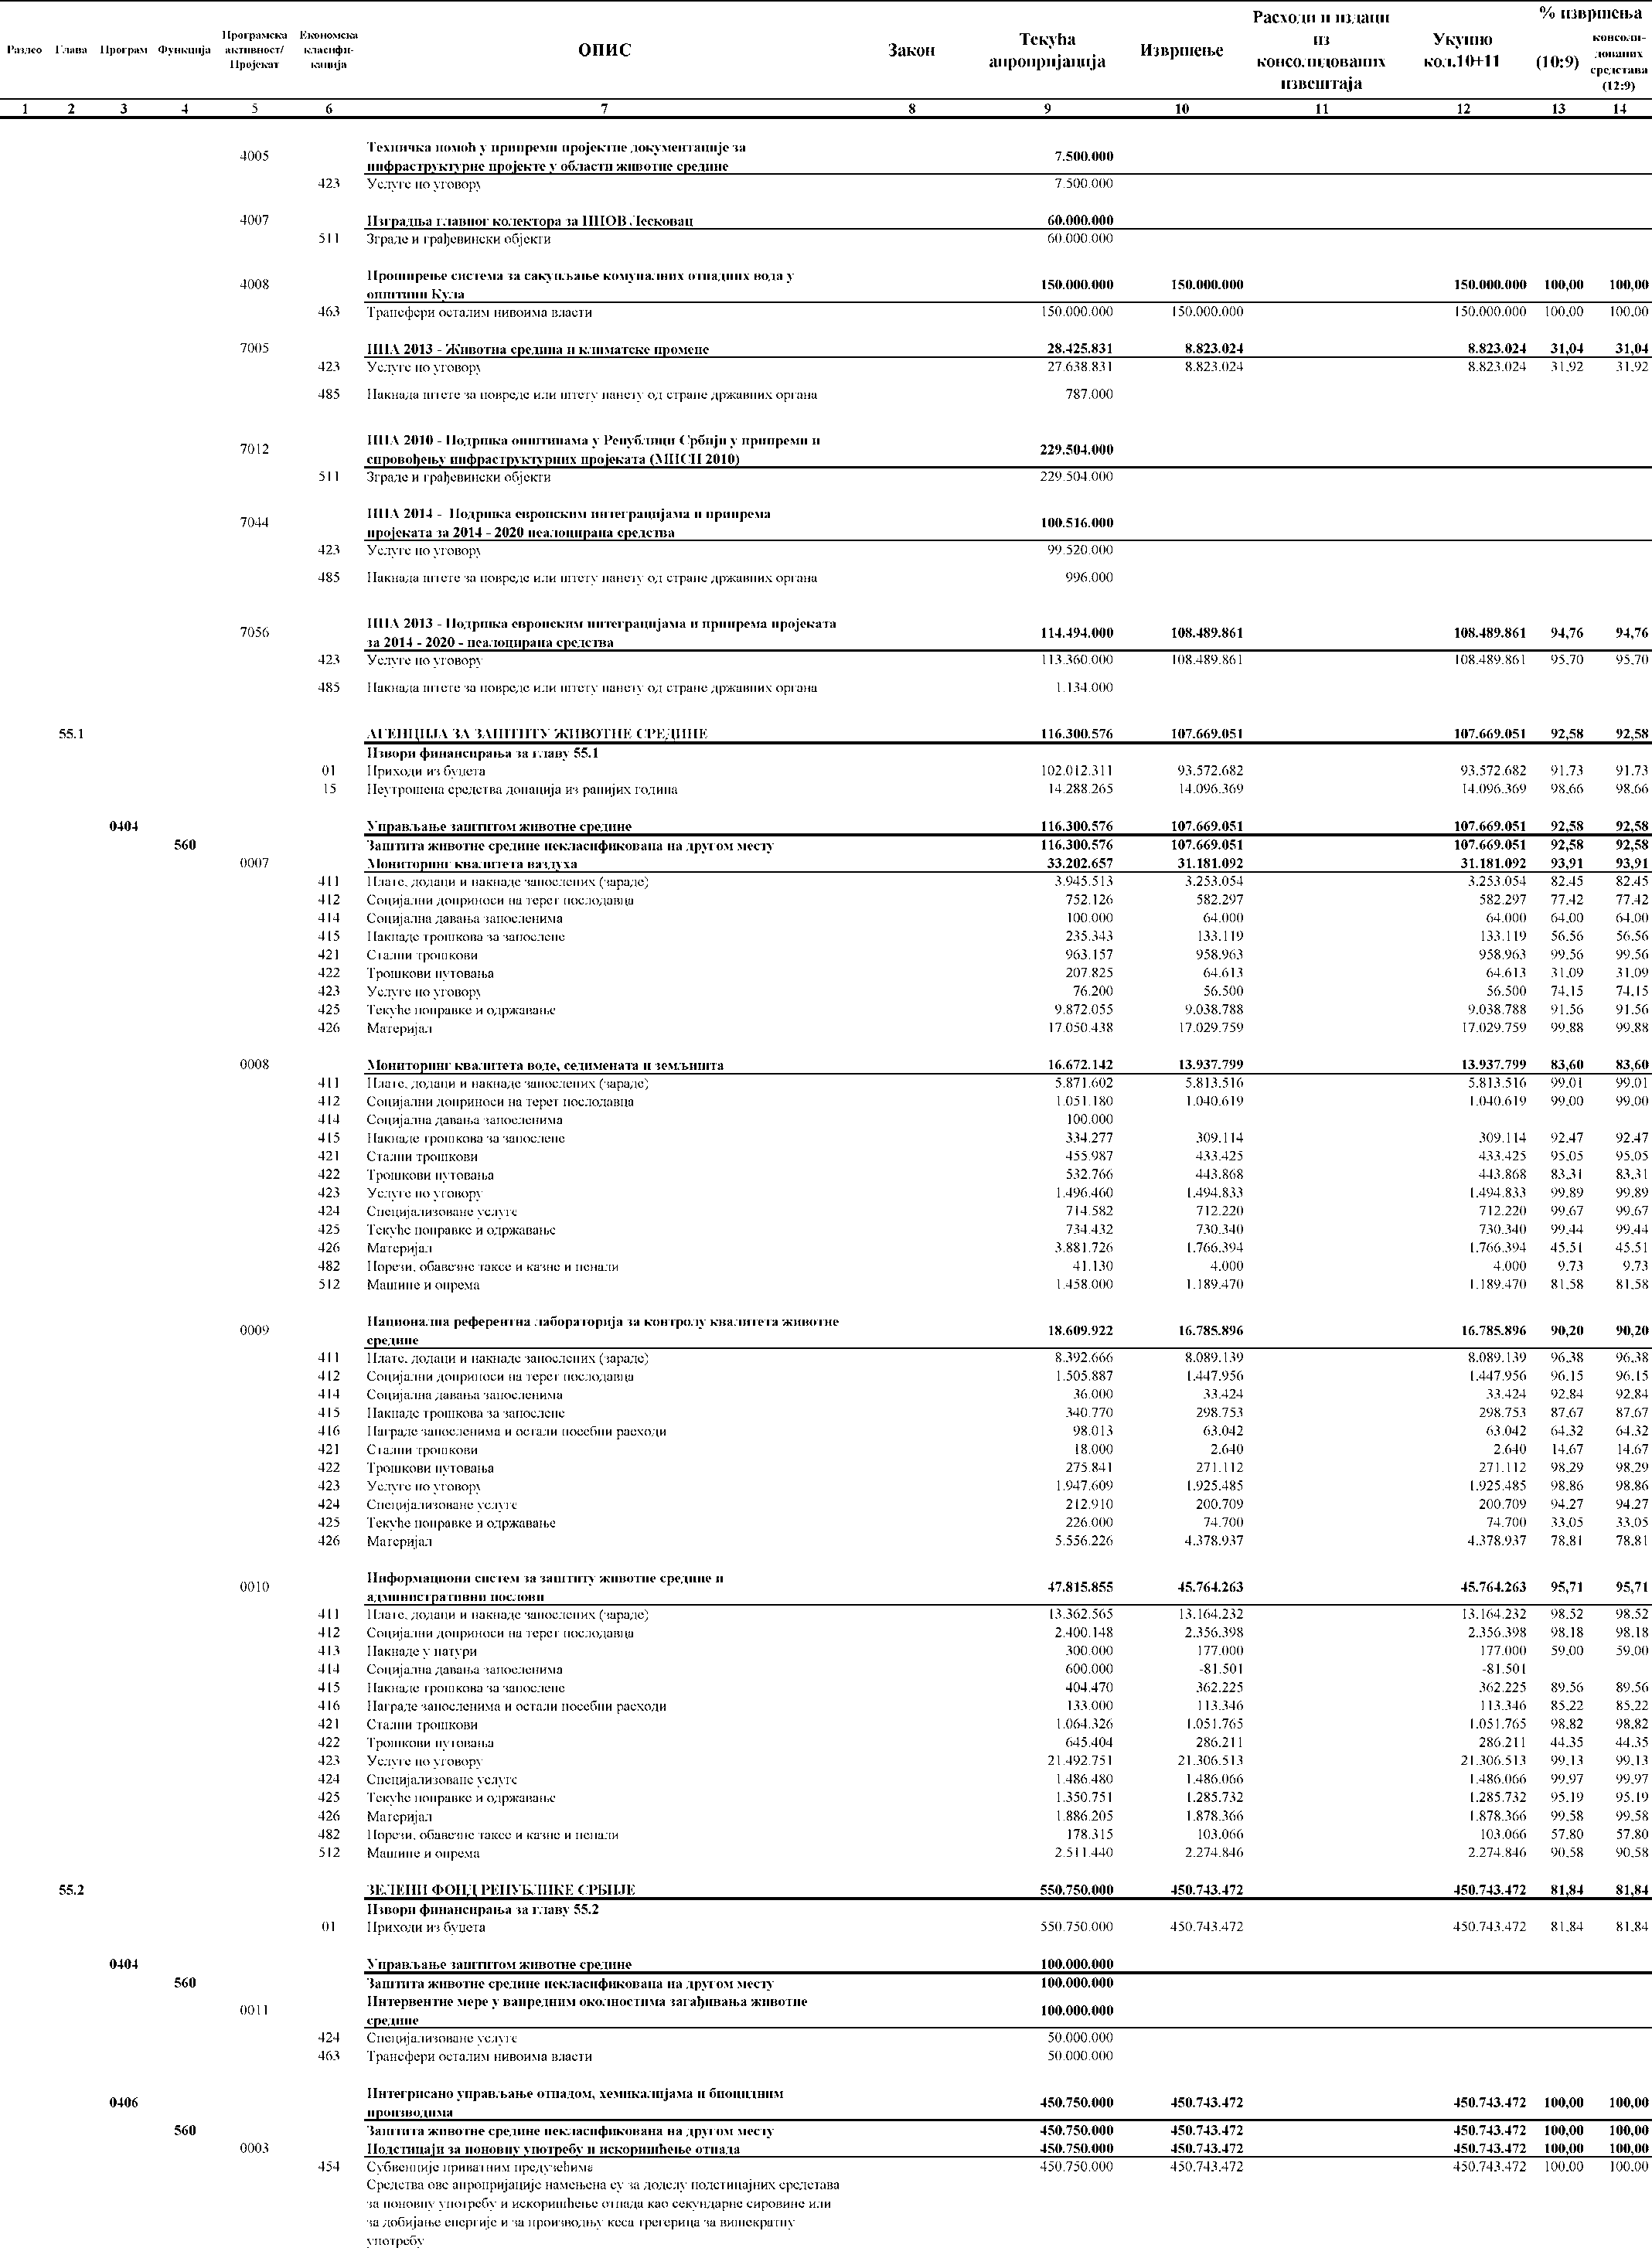 Раздео Глава Програм Функција Програмска активност/ Пројекат Економска класифи-кација ОПИС Закон Текућа апропријација Извршење Расходи и издаци из консолидованих извештаја Укупно кол.10+11 % извршења (10:9) консоли-дованих средстава (12:9)
1 2 3 4 5 6 7 8 9 10 11 12 13 14
4005 Техничка помоћ у припреми пројектне документације за
инфраструктурне пројекте у области животне средине 7.500.000
423 Услуге по уговору 7.500.000
4007 Изградња главног колектора за ППОВ Лесковац 60.000.000
511 Зграде и грађевински објекти 60.000.000
4008 Проширење система за сакупљање комуналних отпадних вода у
општини Кула 150.000.000 150.000.000 150.000.000 100,00 100,00
463 Трансфери осталим нивоима власти 150.000.000 150.000.000 150.000.000 100,00 100,00
7005 ИПА 2013 - Животна средина и климатске промене 28.425.831 8.823.024 8.823.024 31,04 31,04
423 Услуге по уговору 27.638.831 8.823.024 8.823.024 31,92 31,92
485 Накнада штете за повреде или штету нанету од стране државних органа 787.000
7012 ИПА 2010 - Подршка општинама у Републици Србији у припреми и
спровођењу инфраструктурних пројеката (МИСП 2010) 229.504.000
511 Зграде и грађевински објекти 229.504.000
7044 ИПА 2014 - Подршка европским интеграцијама и припрема
пројеката за 2014 - 2020 неалоцирана средства 100.516.000
423 Услуге по уговору 99.520.000
485 Накнада штете за повреде или штету нанету од стране државних органа 996.000
7056 ИПА 2013 - Подршка европским интеграцијама и припрема пројеката
за 2014 - 2020 - неалоцирана средства 114.494.000 108.489.861 108.489.861 94,76 94,76
423 Услуге по уговору 113.360.000 108.489.861 108.489.861 95,70 95,70
485 Накнада штете за повреде или штету нанету од стране државних органа 1.134.000
55.1 АГЕНЦИЈА ЗА ЗАШТИТУ ЖИВОТНЕ СРЕДИНЕ 116.300.576 107.669.051 107.669.051 92,58 92,58
Извори финансирања за главу 55.1
01 Приходи из буџета 102.012.311 93.572.682 93.572.682 91,73 91,73
15 Неутрошена средства донација из ранијих година 14.288.265 14.096.369 14.096.369 98,66 98,66
0404 Управљање заштитом животне средине 116.300.576 107.669.051 107.669.051 92,58 92,58
560 Заштита животне средине некласификована на другом месту 116.300.576 107.669.051 107.669.051 92,58 92,58
0007 Мониторинг квалитета ваздуха 33.202.657 31.181.092 31.181.092 93,91 93,91
411 Плате, додаци и накнаде запослених (зараде) 3.945.513 3.253.054 3.253.054 82,45 82,45
412 Социјални доприноси на терет послодавца 752.126 582.297 582.297 77,42 77,42
414 Социјална давања запосленима 100.000 64.000 64.000 64,00 64,00
415 Накнаде трошкова за запослене 235.343 133.119 133.119 56,56 56,56
421 Стални трошкови 963.157 958.963 958.963 99,56 99,56
422 Трошкови путовања 207.825 64.613 64.613 31,09 31,09
423 Услуге по уговору 76.200 56.500 56.500 74,15 74,15
425 Текуће поправке и одржавање 9.872.055 9.038.788 9.038.788 91,56 91,56
426 Материјал 17.050.438 17.029.759 17.029.759 99,88 99,88
0008 Мониторинг квалитета воде, седимената и земљишта 16.672.142 13.937.799 13.937.799 83,60 83,60
411 Плате, додаци и накнаде запослених (зараде) 5.871.602 5.813.516 5.813.516 99,01 99,01
412 Социјални доприноси на терет послодавца 1.051.180 1.040.619 1.040.619 99,00 99,00
414 Социјална давања запосленима 100.000
415 Накнаде трошкова за запослене 334.277 309.114 309.114 92,47 92,47
421 Стални трошкови 455.987 433.425 433.425 95,05 95,05
422 Трошкови путовања 532.766 443.868 443.868 83,31 83,31
423 Услуге по уговору 1.496.460 1.494.833 1.494.833 99,89 99,89
424 Специјализоване услуге 714.582 712.220 712.220 99,67 99,67
425 Текуће поправке и одржавање 734.432 730.340 730.340 99,44 99,44
426 Материјал 3.881.726 1.766.394 1.766.394 45,51 45,51
482 Порези, обавезне таксе и казне и пенали 41.130 4.000 4.000 9,73 9,73
512 Машине и опрема 1.458.000 1.189.470 1.189.470 81,58 81,58
0009 Национална референтна лабораторија за контролу квалитета животне
средине 18.609.922 16.785.896 16.785.896 90,20 90,20
411 Плате, додаци и накнаде запослених (зараде) 8.392.666 8.089.139 8.089.139 96,38 96,38
412 Социјални доприноси на терет послодавца 1.505.887 1.447.956 1.447.956 96,15 96,15
414 Социјална давања запосленима 36.000 33.424 33.424 92,84 92,84
415 Накнаде трошкова за запослене 340.770 298.753 298.753 87,67 87,67
416 Награде запосленима и остали посебни расходи 98.013 63.042 63.042 64,32 64,32
421 Стални трошкови 18.000 2.640 2.640 14,67 14,67
422 Трошкови путовања 275.841 271.112 271.112 98,29 98,29
423 Услуге по уговору 1.947.609 1.925.485 1.925.485 98,86 98,86
424 Специјализоване услуге 212.910 200.709 200.709 94,27 94,27
425 Текуће поправке и одржавање 226.000 74.700 74.700 33,05 33,05
426 Материјал 5.556.226 4.378.937 4.378.937 78,81 78,81
0010 Информациони систем за заштиту животне средине и
административни послови 47.815.855 45.764.263 45.764.263 95,71 95,71
411 Плате, додаци и накнаде запослених (зараде) 13.362.565 13.164.232 13.164.232 98,52 98,52
412 Социјални доприноси на терет послодавца 2.400.148 2.356.398 2.356.398 98,18 98,18
413 Накнаде у натури 300.000 177.000 177.000 59,00 59,00
414 Социјална давања запосленима 600.000 -81.501 -81.501
415 Накнаде трошкова за запослене 404.470 362.225 362.225 89,56 89,56
416 Награде запосленима и остали посебни расходи 133.000 113.346 113.346 85,22 85,22
421 Стални трошкови 1.064.326 1.051.765 1.051.765 98,82 98,82
422 Трошкови путовања 645.404 286.211 286.211 44,35 44,35
423 Услуге по уговору 21.492.751 21.306.513 21.306.513 99,13 99,13
424 Специјализоване услуге 1.486.480 1.486.066 1.486.066 99,97 99,97
425 Текуће поправке и одржавање 1.350.751 1.285.732 1.285.732 95,19 95,19
426 Материјал 1.886.205 1.878.366 1.878.366 99,58 99,58
482 Порези, обавезне таксе и казне и пенали 178.315 103.066 103.066 57,80 57,80
512 Машине и опрема 2.511.440 2.274.846 2.274.846 90,58 90,58
55.2 ЗЕЛЕНИ ФОНД РЕПУБЛИКЕ СРБИЈЕ 550.750.000 450.743.472 450.743.472 81,84 81,84
Извори финансирања за главу 55.2
01 Приходи из буџета 550.750.000 450.743.472 450.743.472 81,84 81,84
0404 Управљање заштитом животне средине 100.000.000
560 Заштита животне средине некласификована на другом месту 100.000.000
0011 Интервентне мере у ванредним околностима загађивања животне
средине 100.000.000
424 Специјализоване услуге 50.000.000
463 Трансфери осталим нивоима власти 50.000.000
0406 Интегрисано управљање отпадом, хемикалијама и биоцидним
производима 450.750.000 450.743.472 450.743.472 100,00 100,00
560 Заштита животне средине некласификована на другом месту 450.750.000 450.743.472 450.743.472 100,00 100,00
0003 Подстицаји за поновну употребу и искоришћење отпада 450.750.000 450.743.472 450.743.472 100,00 100,00
454 Субвенције приватним предузећима 450.750.000 450.743.472 450.743.472 100,00 100,00
Средства ове апропријације намењена су за доделу подстицајних средстава
за поновну употребу и искоришћење отпада као секундарне сировине или
за добијање енергије и за производњу кеса трегерица за вишекратну
употребу